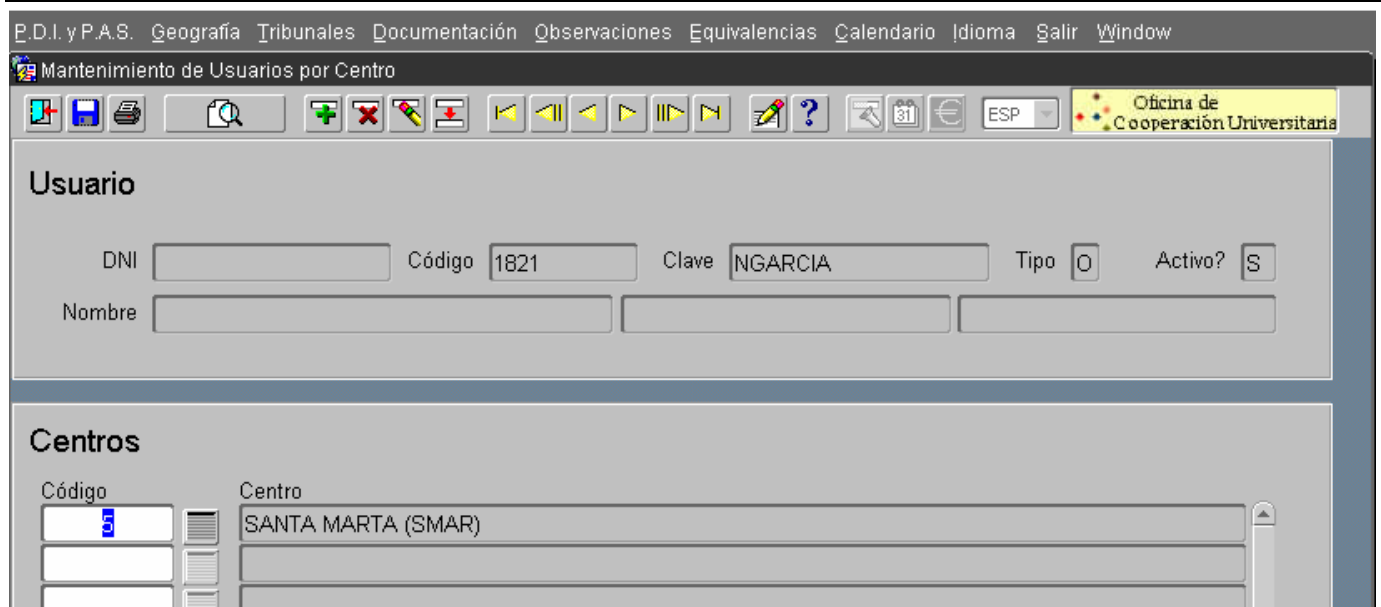 P.D.I. y P.A.S. Geografía Tribunales Documentación Observaciones Equivalencias Calendario Idioma Salir Window
Mantenimiento de Usuarios por Centro
? 31 € ESP Oficina de
Cooperación Universitaria
Usuario
DNI Código 1821 Clave NGARCIA Tipo O Activo? S
Nombre
Centros
Código Centro
5 SANTA MARTA (SMAR)